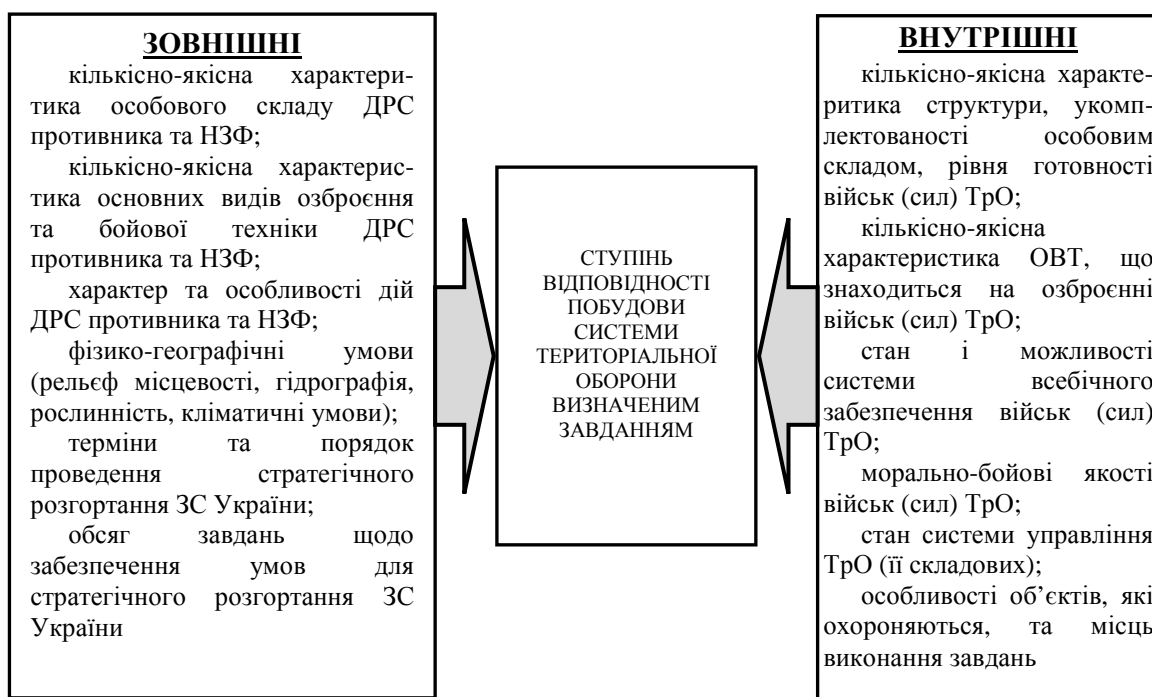 ЗОВНІШНІ
кількісно-якісна характери-
тика особового складу ДРС
противника та НЗФ;
кількісно-якісна характерис-
тика основних видів озброєння
та бойової техніки ДРС
противника та НЗФ;
характер та особливості дій
ДРС противника та НЗФ;
фізико-географічні умови
(рельєф місцевості, гідрографія,
рослинність, кліматичні умови);
терміни та порядок
проведення стратегічного
розгортання ЗС України;
обсяг завдань щодо
забезпечення умов для
стратегічного розгортання ЗС
України
СТУПІНЬ
ВІДПОВІДНОСТІ
ПОБУДОВИ
СИСТЕМИ
ТЕРИТОРІАЛЬНОЇ
ОБОРОНИ
ВИЗНАЧЕНИМ
ЗАВДАННЯМ
ВНУТРІШНІ
кількісно-якісна характе-
ритика структури, укомп-
лектованості особовим
складом, рівня готовності
військ (сил) ТрО;
кількісно-якісна
характеристика ОВТ, що
знаходиться на озброєнні
військ (сил) ТрО;
стан і можливості
системи всебічного
забезпечення військ (сил)
ТрО;
морально-бойові якості
військ (сил) ТрО;
стан системи управління
ТрО (її складових);
особливості об’єктів, які
охороняються, та місць
виконання завдань